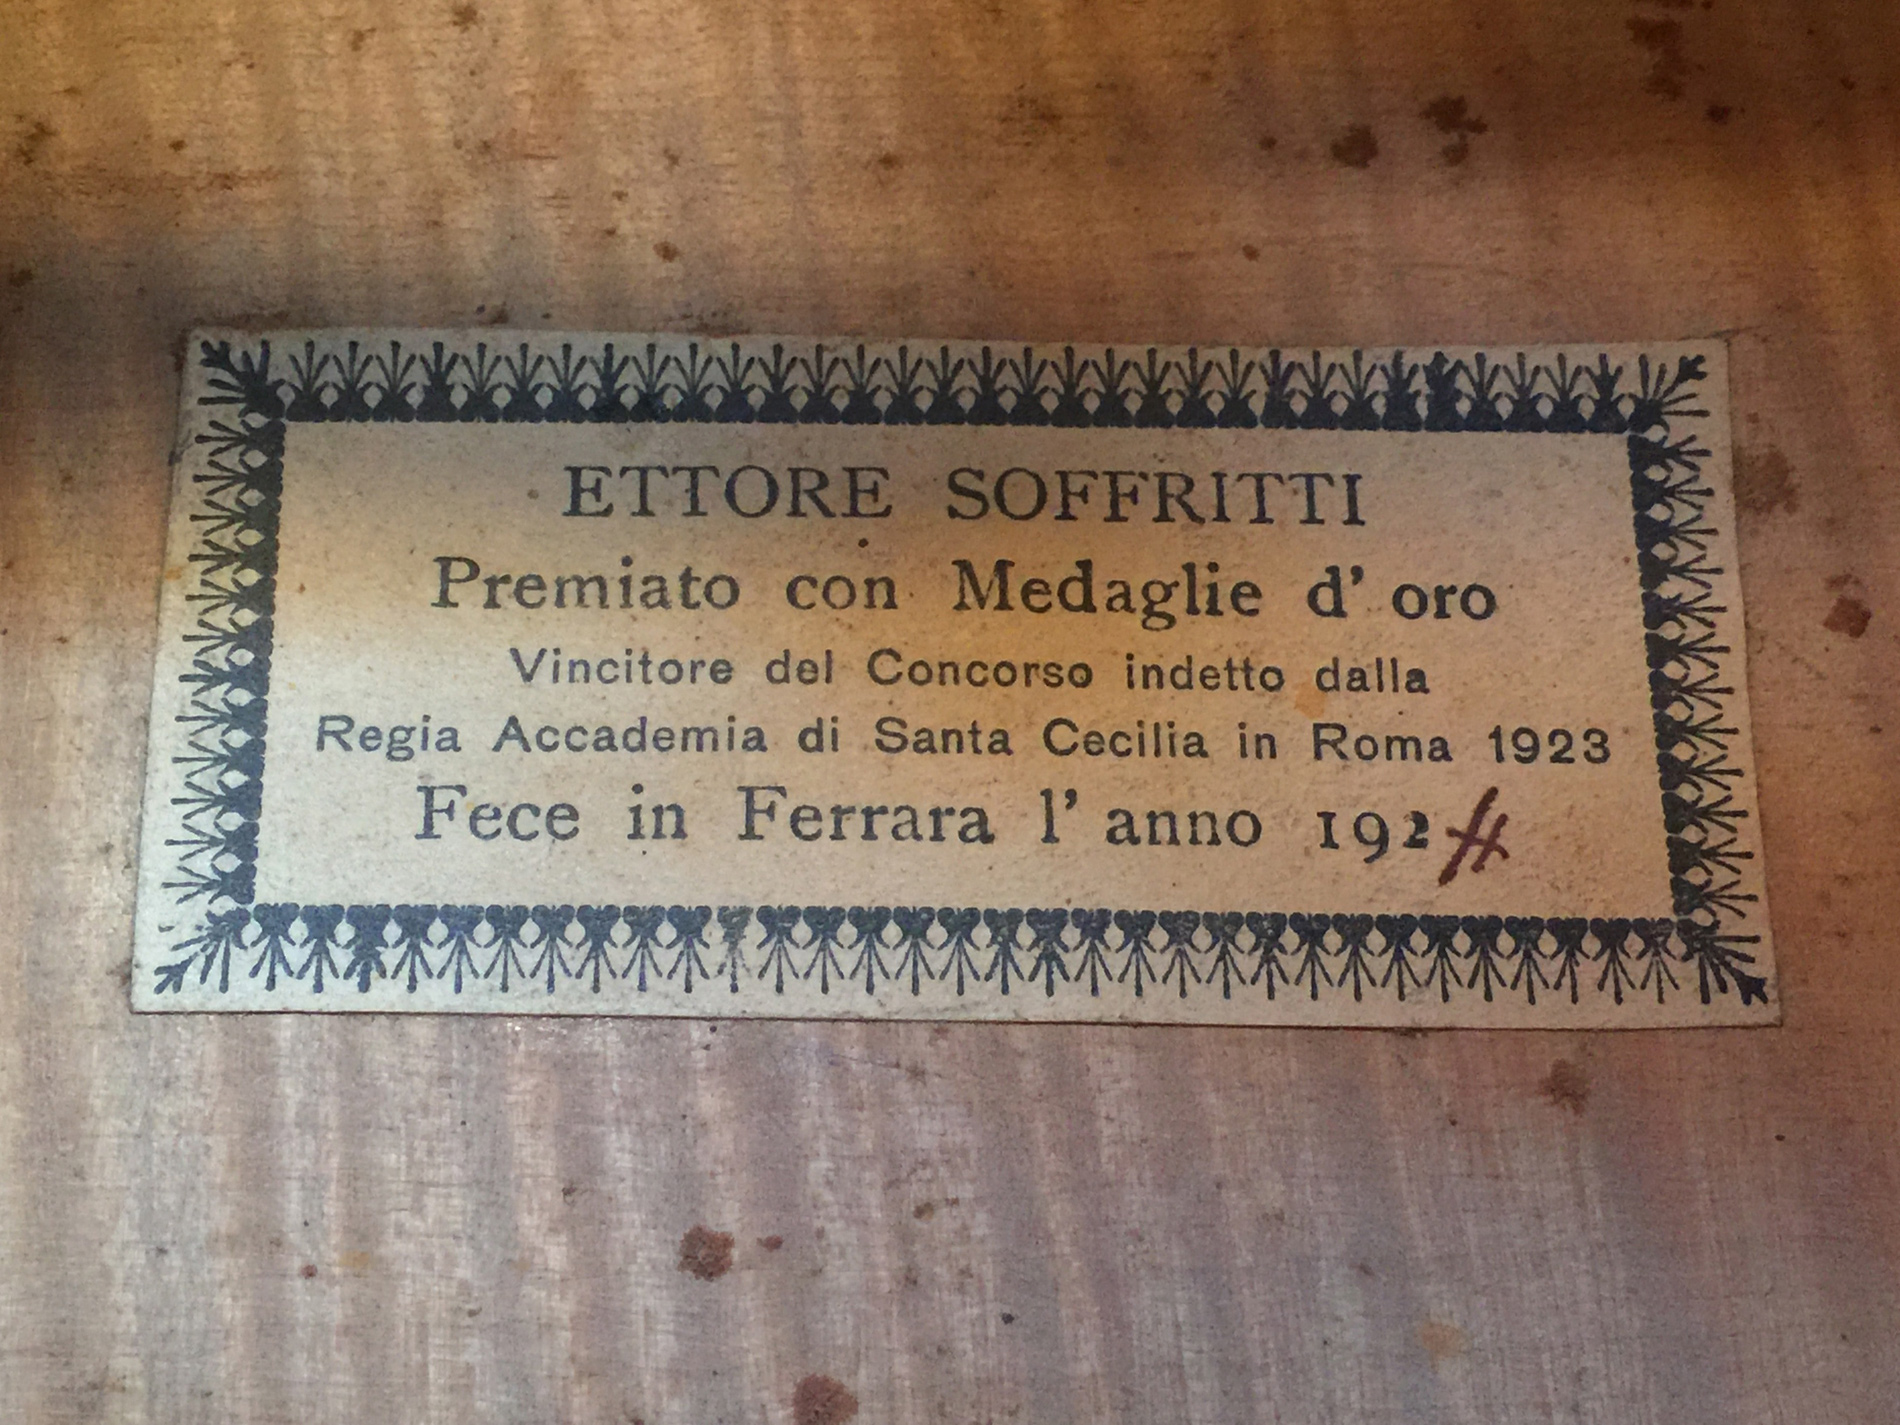 ETTORE SOFFRITTI
Premiato con Medaglie d' oro
Vincitore del Concorso indetto dalla
Regia Accademia di Santa Cecilia in Roma 1923
Fece in Ferrara l' anno 1924